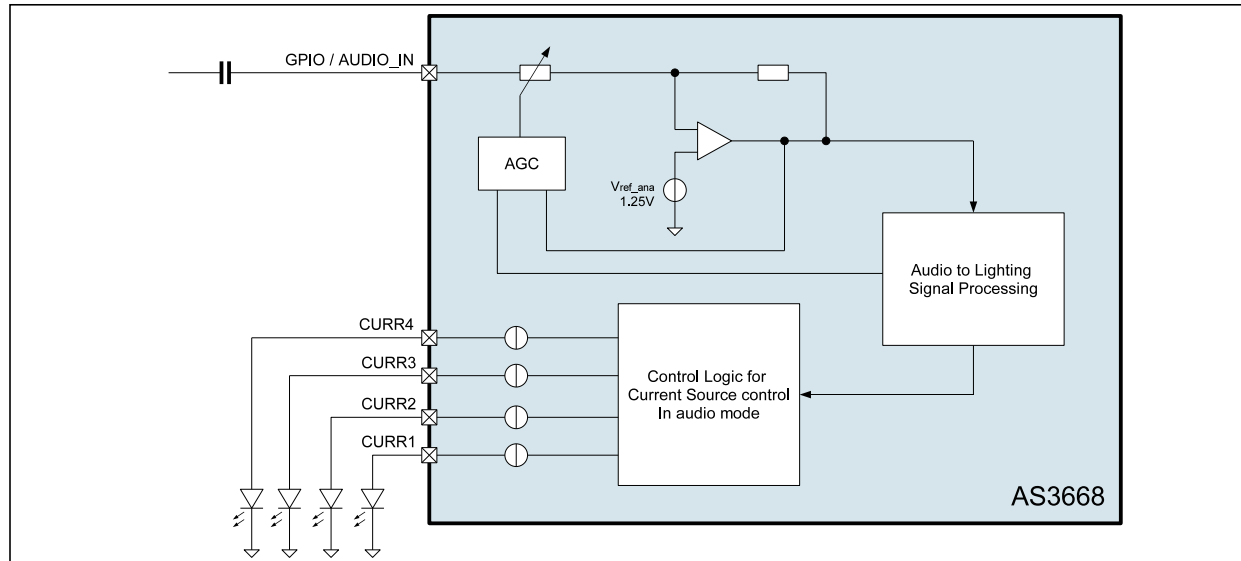 GPIO / AUDIO_IN
AGC
Vref_ana
1.25V
Audio to Lighting
Signal Processing
CURR4
CURR3
CURR2
CURR1
Control Logic for
Current Source control
In audio mode
AS3668